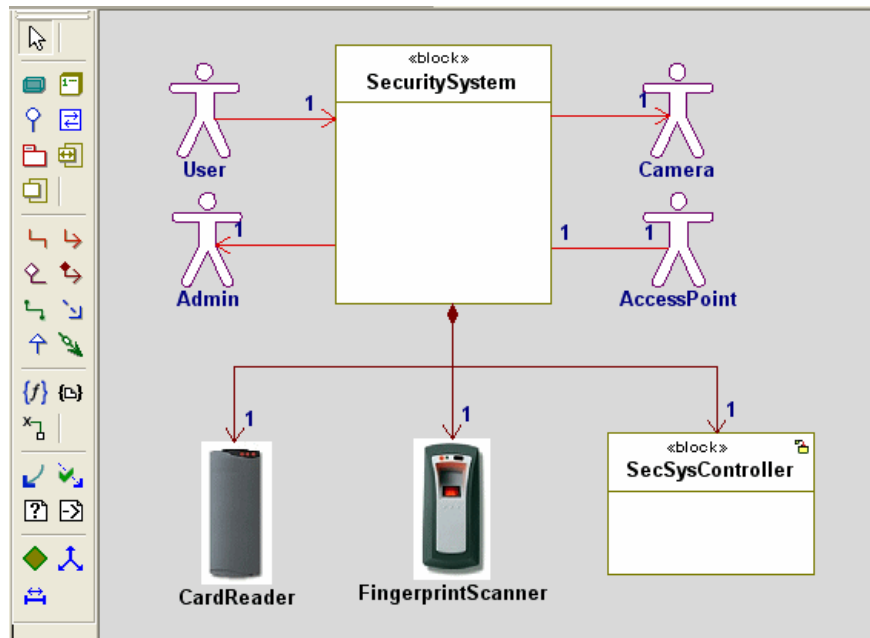 «block»
SecuritySystem
1
1
User
Camera
1
1
1
Admin
AccessPoint
1
1
1
«block»
SecSysController
CardReader
FingerprintScanner
{f}
x
?